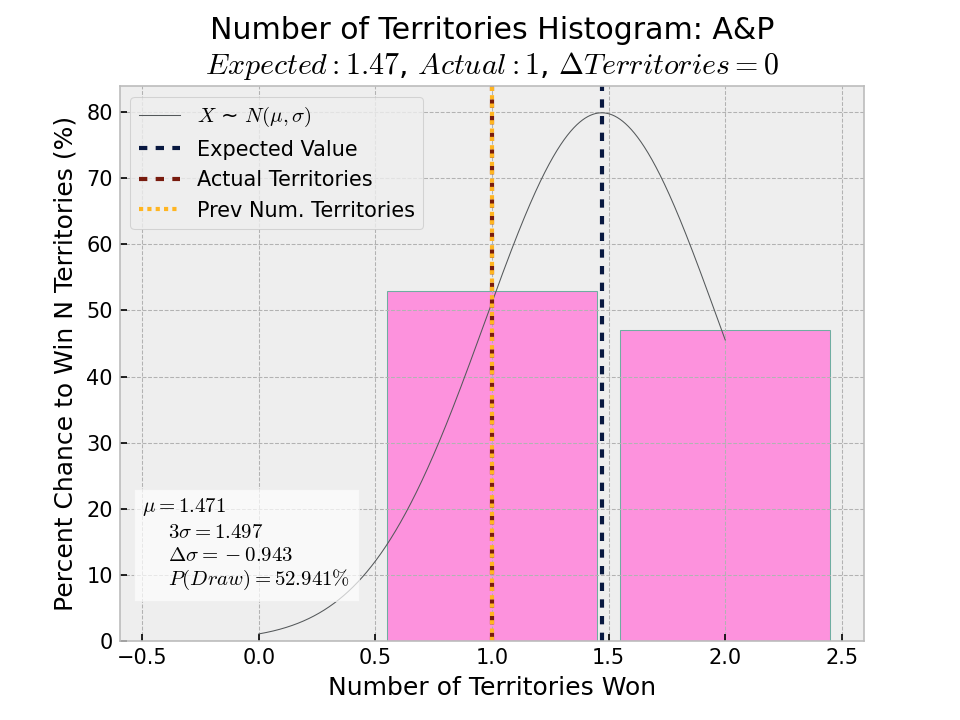 Number of Territories Histogram: A&P
Expected : 1.47, Actual : 1, ΔTerritories = 0
Percent Chance to Win N Territories (%)
80
70
60
50
40
30
20
10
0
X ~ N(μ, σ)
Expected Value
Actual Territories
Prev Num. Territories
μ = 1.471
3σ = 1.497
Δσ = −0.943
P(Draw) = 52.941%
−0.5 0.0 0.5 1.0 1.5 2.0 2.5
Number of Territories Won